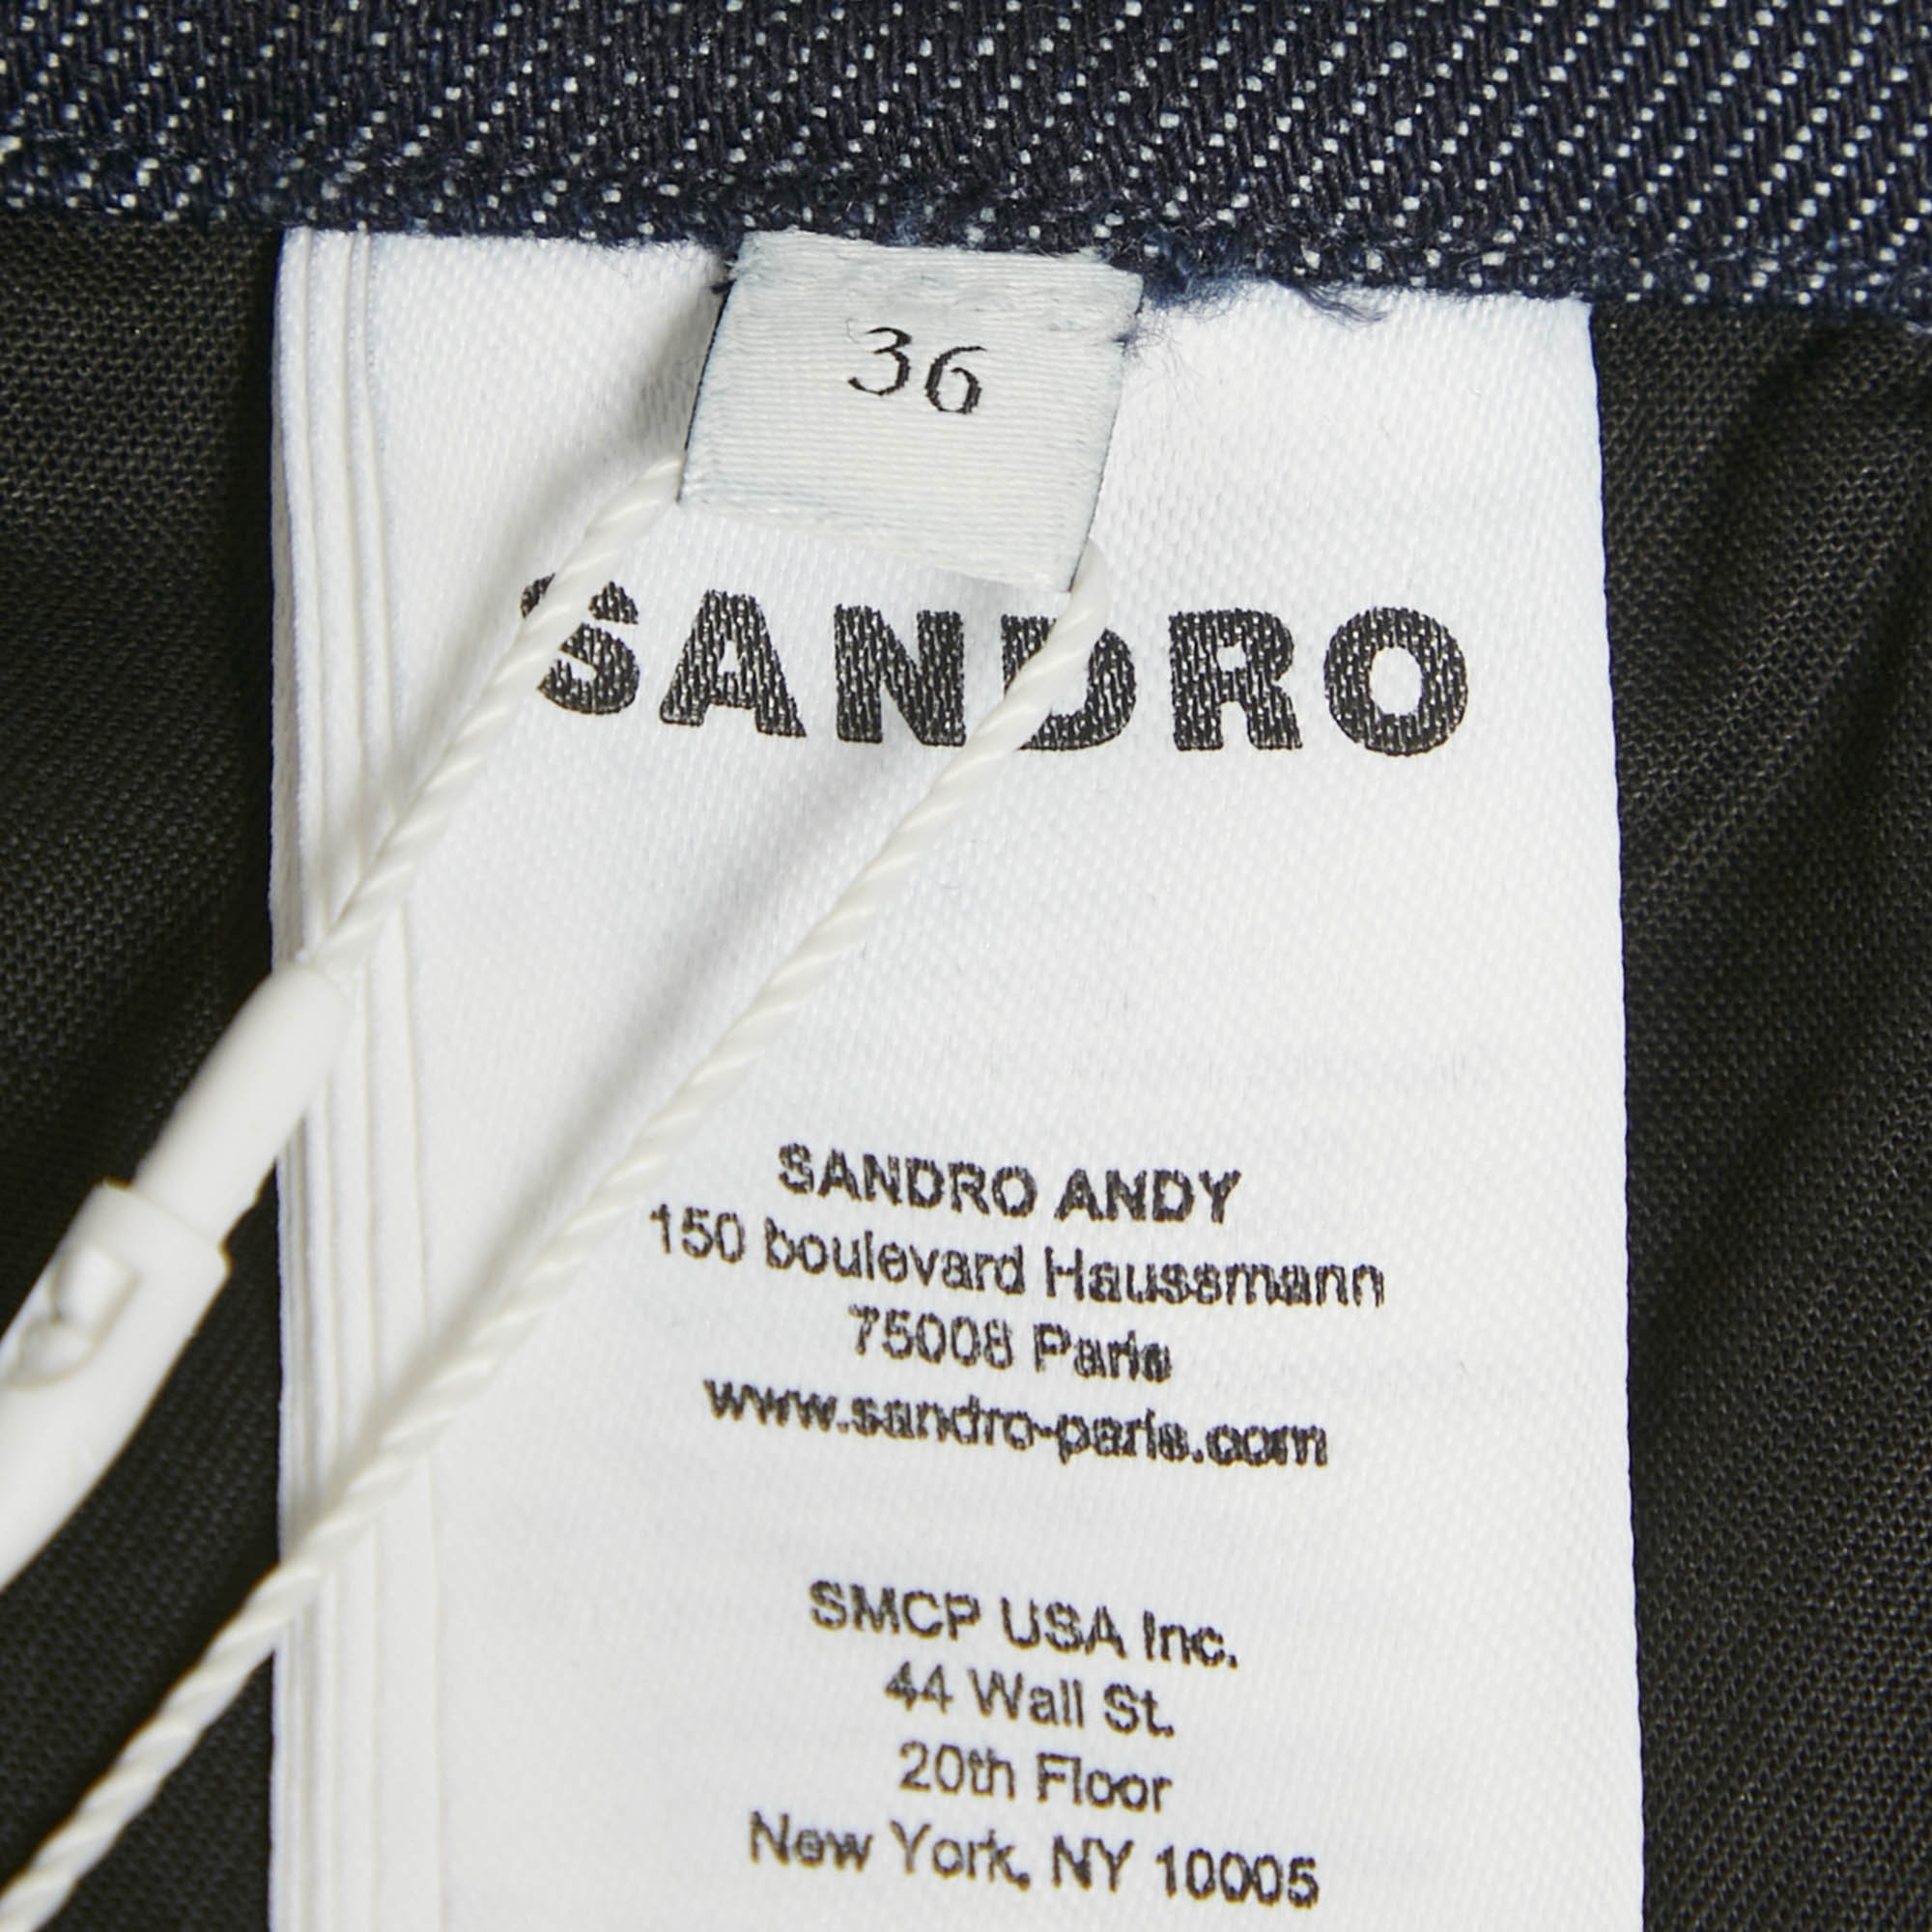 36
SANDRO
SANDRO ANDY
150 boulevard Haussmann
75008 Paris
www.sandro-paris.com
SMCP USA Inc.
44 Wall St.
20th Floor
New York, NY 10005